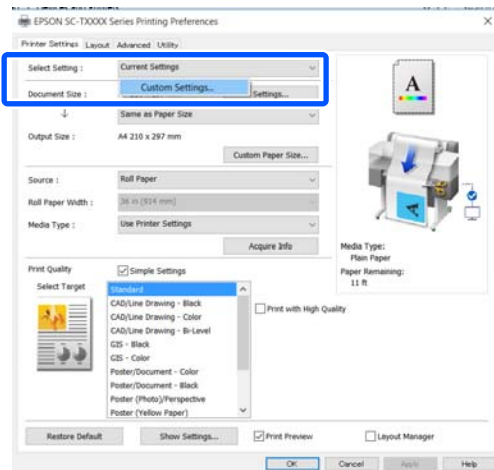 EPSON SC-TXXXX Series Printing Preferences
Printer Settings Layout Advanced Utility
Select Setting : Current Settings
Custom Settings...
Document Size : Settings...
Same as Paper Size
Output Size : A4 210 x 297 mm
Custom Paper Size...
Source : Roll Paper
Roll Paper Width : 36 in (914 mm)
Media Type : Use Printer Settings
Acquire Info
Media Type:
Plain Paper
Paper Remaining:
11 ft
Print Quality Simple Settings
Select Target
Standard
CAD/Line Drawing - Black
CAD/Line Drawing - Color
CAD/Line Drawing - Bi-Level
GIS - Black
GIS - Color
Poster/Document - Color
Poster/Document - Black
Poster (Photo)/Perspective
Poster (Yellow Paper)
Print with High Quality
Restore Default Show Settings... Print Preview Layout Manager
OK Cancel Apply Help
A
A